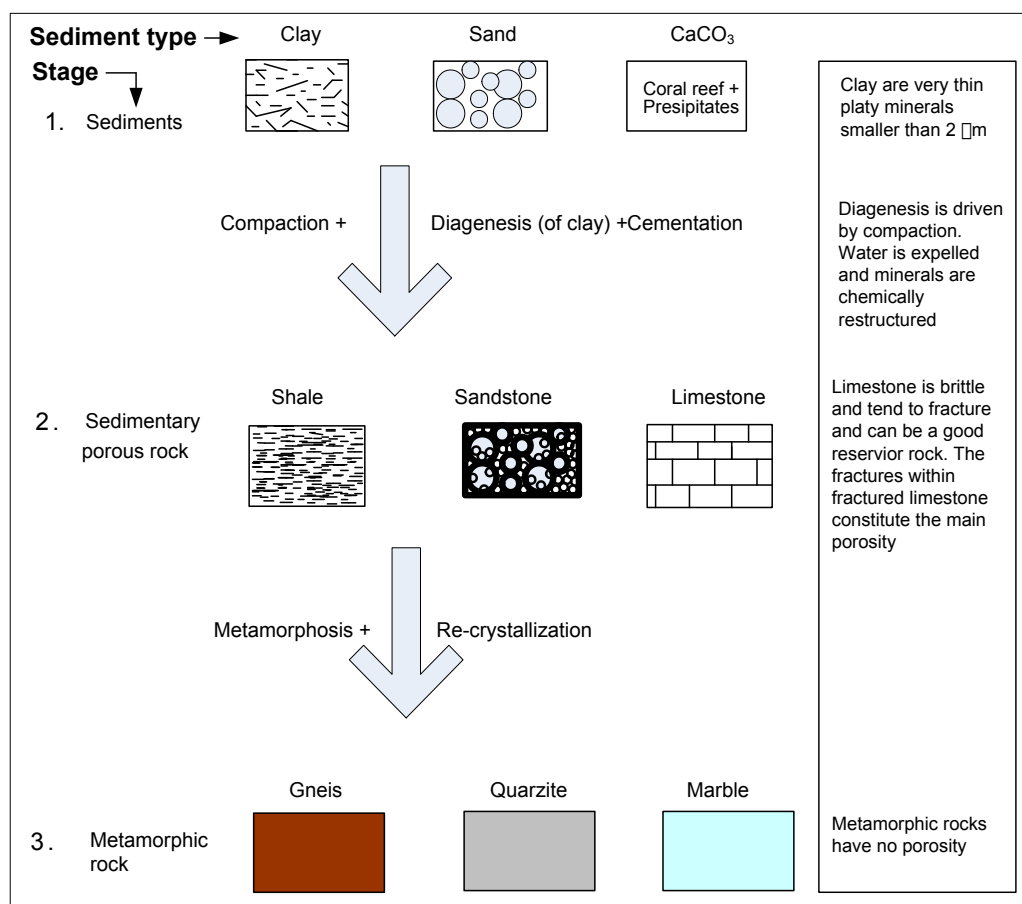 Sediment type
Clay
Sand
CaCO₃
Stage
1. Sediments
Coral reef +
Presipitates
Clay are very thin
platy minerals
smaller than 2 □m
Compaction +
Diagenesis (of clay) +Cementation
Diagenesis is driven
by compaction.
Water is expelled
and minerals are
chemically
restructured
Shale
Sandstone
Limestone
2. Sedimentary
porous rock
Limestone is brittle
and tend to fracture
and can be a good
reservior rock. The
fractures within
fractured limestone
constitute the main
porosity
Metamorphosis +
Re-crystallization
Gneis
Quarzite
Marble
3. Metamorphic
rock
Metamorphic rocks
have no porosity